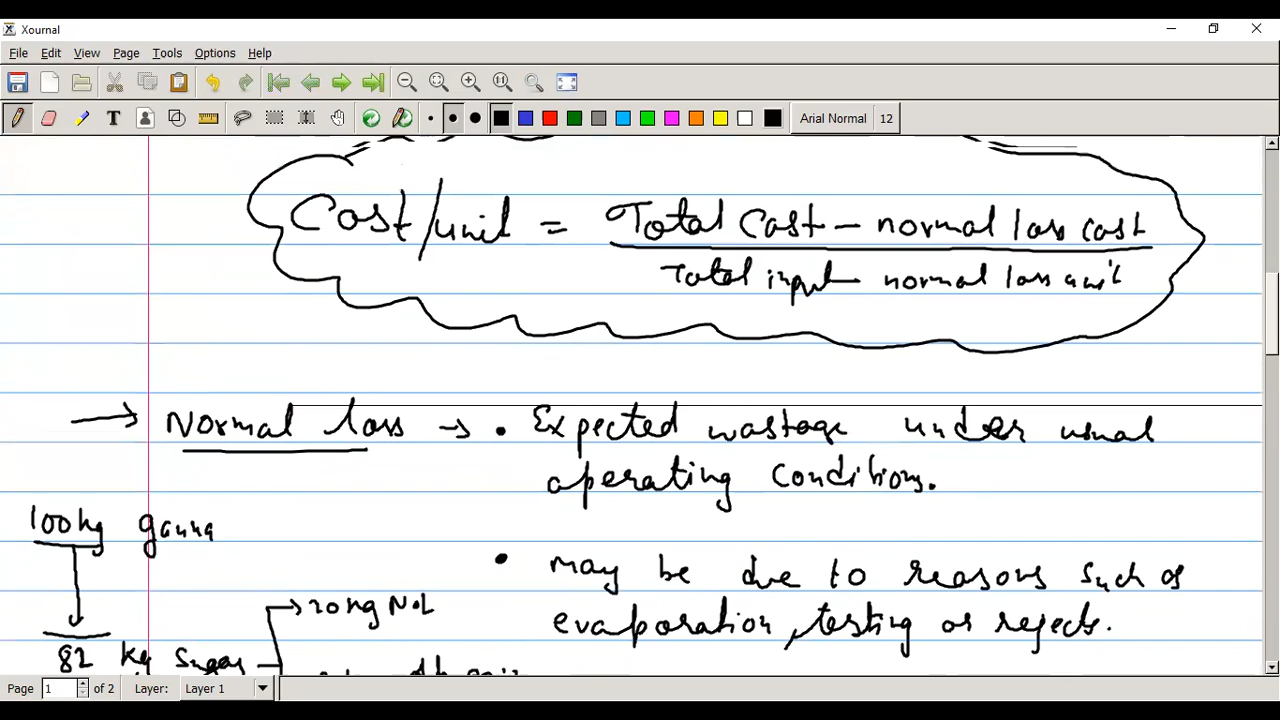 Xournal
File Edit View Page Tools Options Help
Arial Normal 12
Cost/unit = Total Cost - normal loss cost
Total input - normal loss unit
→ Normal loss → • Expected wastage under usual
operating conditions.
100kg ganna
• may be due to reasons such as
evaporation, testing or rejects.
→ 20kg N.L
82 kg Sugar
Page 1 of 2 Layer: Layer 1